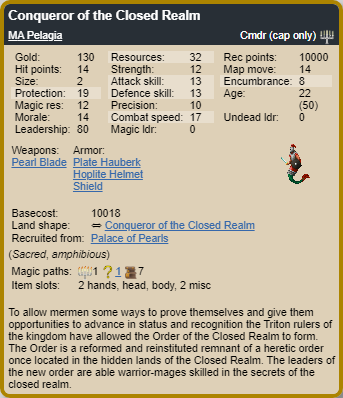 Conqueror of the Closed Realm
MA Pelagia Cmdr (cap only)
Gold: 130 Resources: 32 Rec points: 10000
Hit points: 14 Strength: 12 Map move: 14
Size: 2 Attack skill: 13 Encumbrance: 8
Protection: 19 Defence skill: 13 Age: 22
Magic res: 12 Precision: 10 (50)
Morale: 14 Combat speed: 17 Undead ldr: 0
Leadership: 80 Magic ldr: 0
Weapons: Armor:
Pearl Blade Plate Hauberk
Hoplite Helmet
Shield
Basecost: 10018
Land shape: ⇔ Conqueror of the Closed Realm
Recruited from: Palace of Pearls
(Sacred, amphibious)
Magic paths: 1 ? 1 7
Item slots: 2 hands, head, body, 2 misc
To allow mermen some ways to prove themselves and give them
opportunities to advance in status and recognition the Triton rulers of
the kingdom have allowed the Order of the Closed Realm to form.
The Order is a reformed and reinstituted remnant of a heretic order
once located in the hidden lands of the Closed Realm. The leaders of
the new order are able warrior-mages skilled in the secrets of the
closed realm.